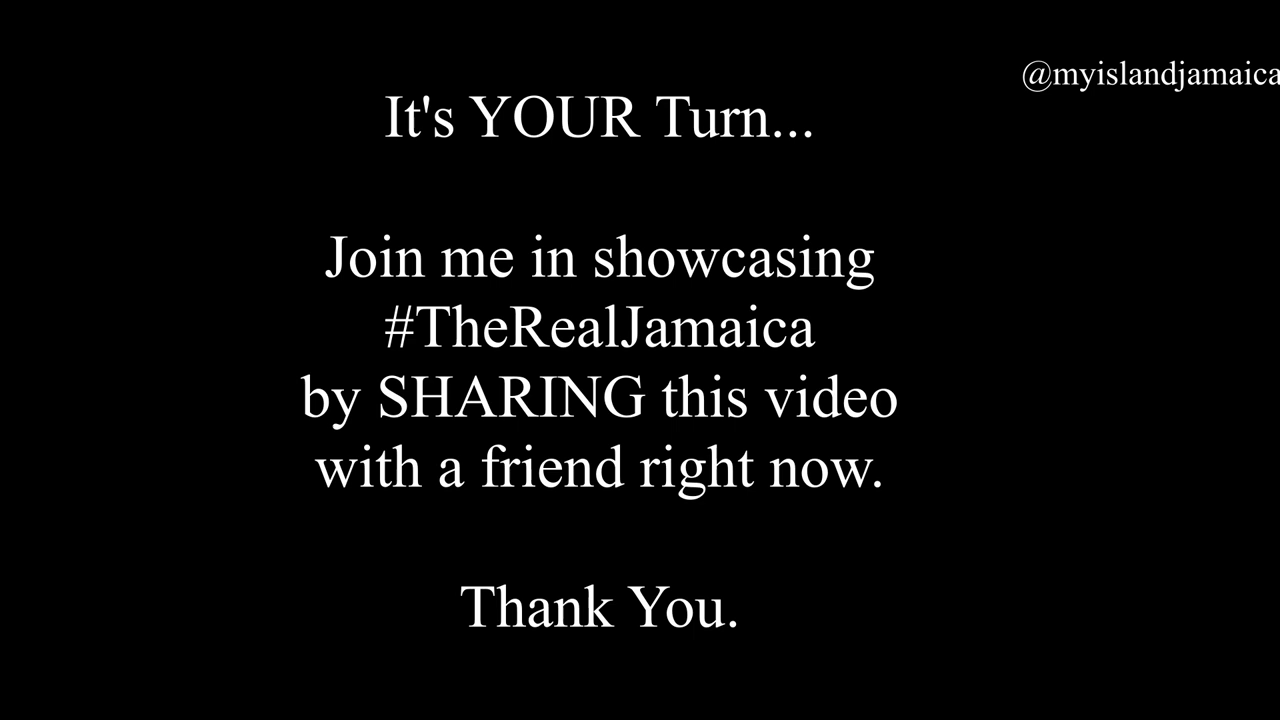 @myislandjamaica
It's YOUR Turn...
Join me in showcasing
#TheRealJamaica
by SHARING this video
with a friend right now.
Thank You.